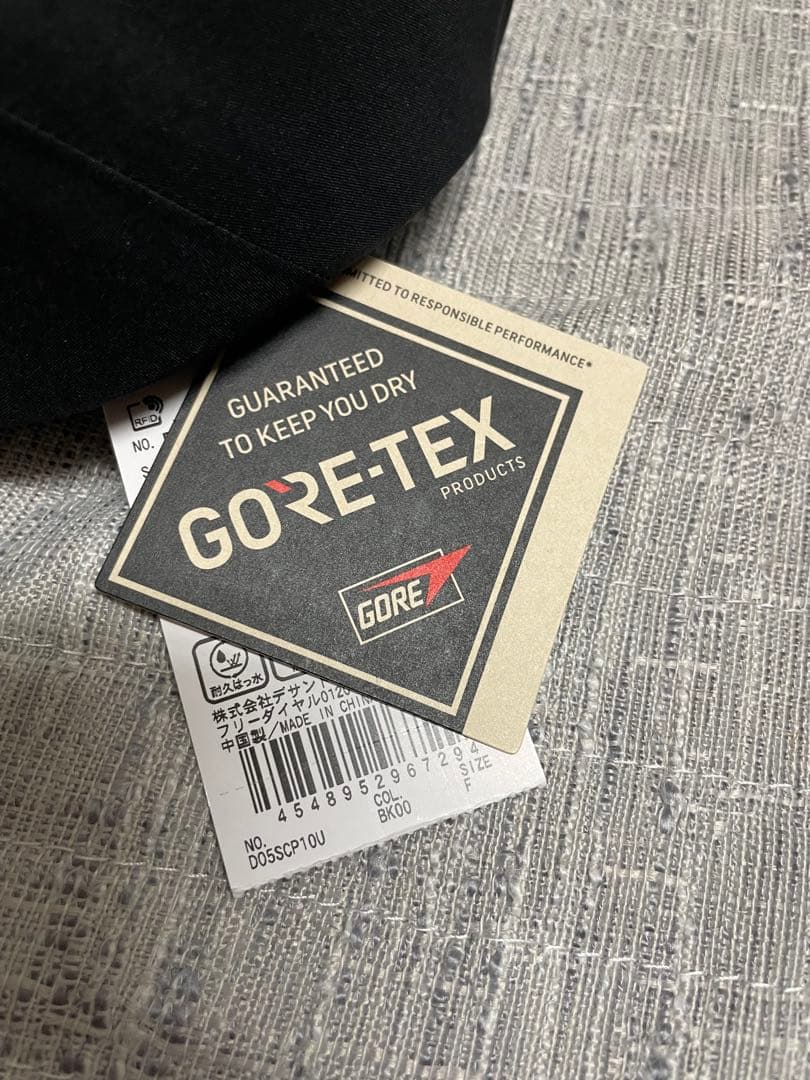 MITTED TO RESPONSIBLE PERFORMANCE*
GUARANTEED
TO KEEP YOU DRY
GORE-TEX
PRODUCTS
GORE
RFID
NO.
S
耐久はっ水
株式会社デサン
フリーダイヤル0120
中国製/MADE IN CHINA
4548952967294
COL.
BK00
SIZE
F
NO.
D05SCP10U